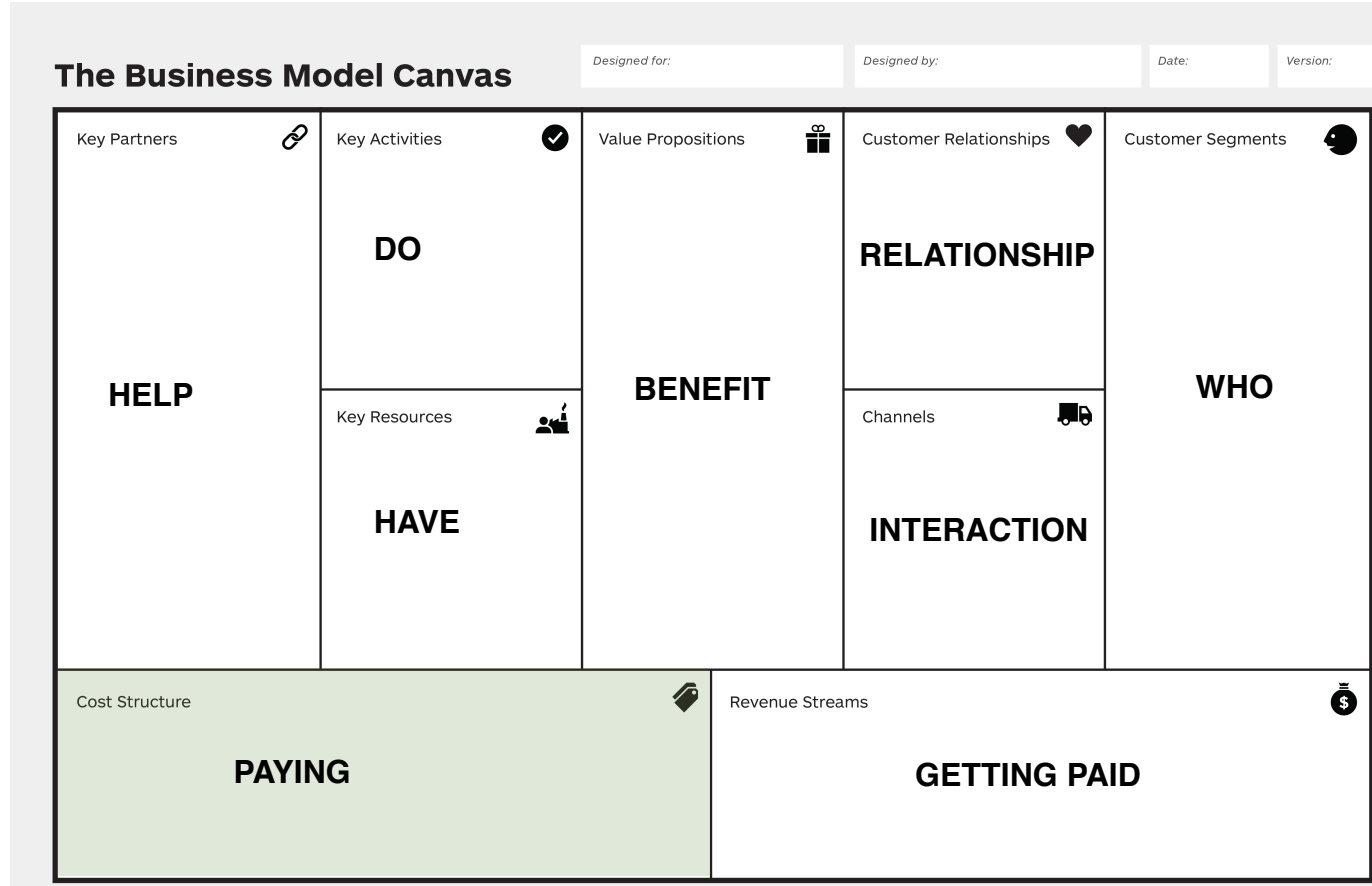 The Business Model Canvas
Designed for:
Designed by:
Date:
Version:
Key Partners
HELP
Key Activities
DO
Key Resources
HAVE
Value Propositions
BENEFIT
Customer Relationships
RELATIONSHIP
Channels
INTERACTION
Customer Segments
WHO
Cost Structure
PAYING
Revenue Streams
$
GETTING PAID